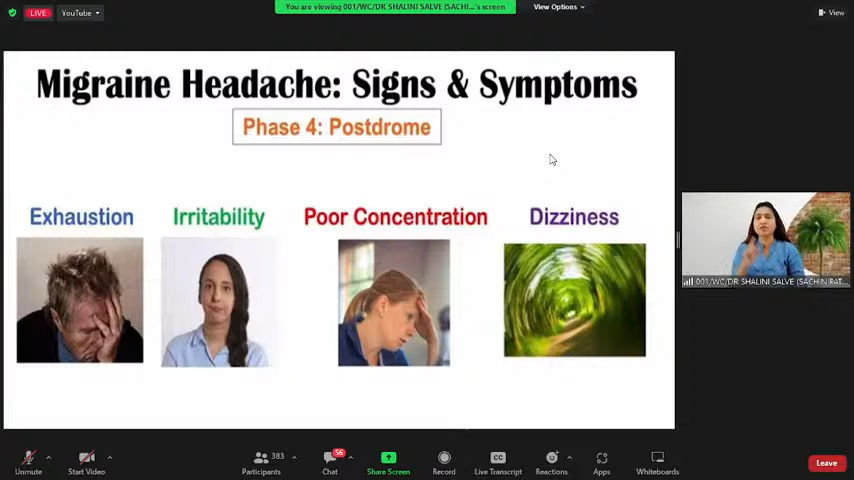 LIVE
YouTube
You are viewing 001/WC/DR SHALINI SALVE (SACHI...'s screen
View Options
View
Migraine Headache: Signs & Symptoms
Phase 4: Postdrome
Exhaustion
Irritability
Poor Concentration
Dizziness
001/WC/DR SHALINI SALVE (SACHIN PAT...
Unmute
Start Video
383
Participants
56
Chat
Share Screen
Record
CC
Live Transcript
Reactions
Apps
Whiteboards
Leave